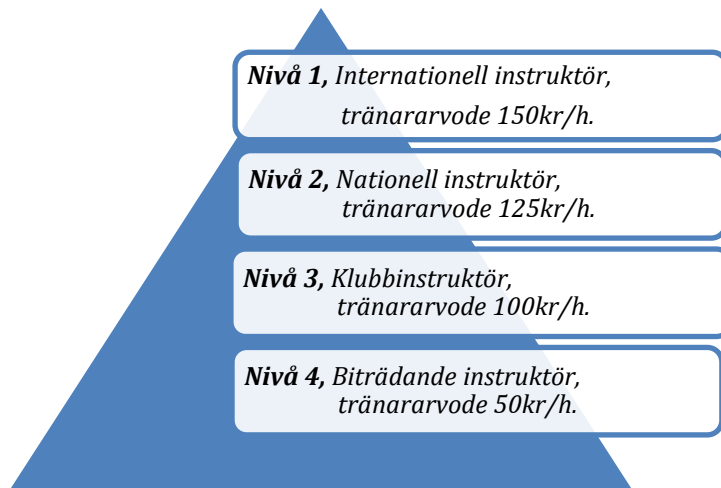 Nivå 1, Internationell instruktör,
tränararvode 150kr/h.
Nivå 2, Nationell instruktör,
tränararvode 125kr/h.
Nivå 3, Klubbinstruktör,
tränararvode 100kr/h.
Nivå 4, Biträdande instruktör,
tränararvode 50kr/h.